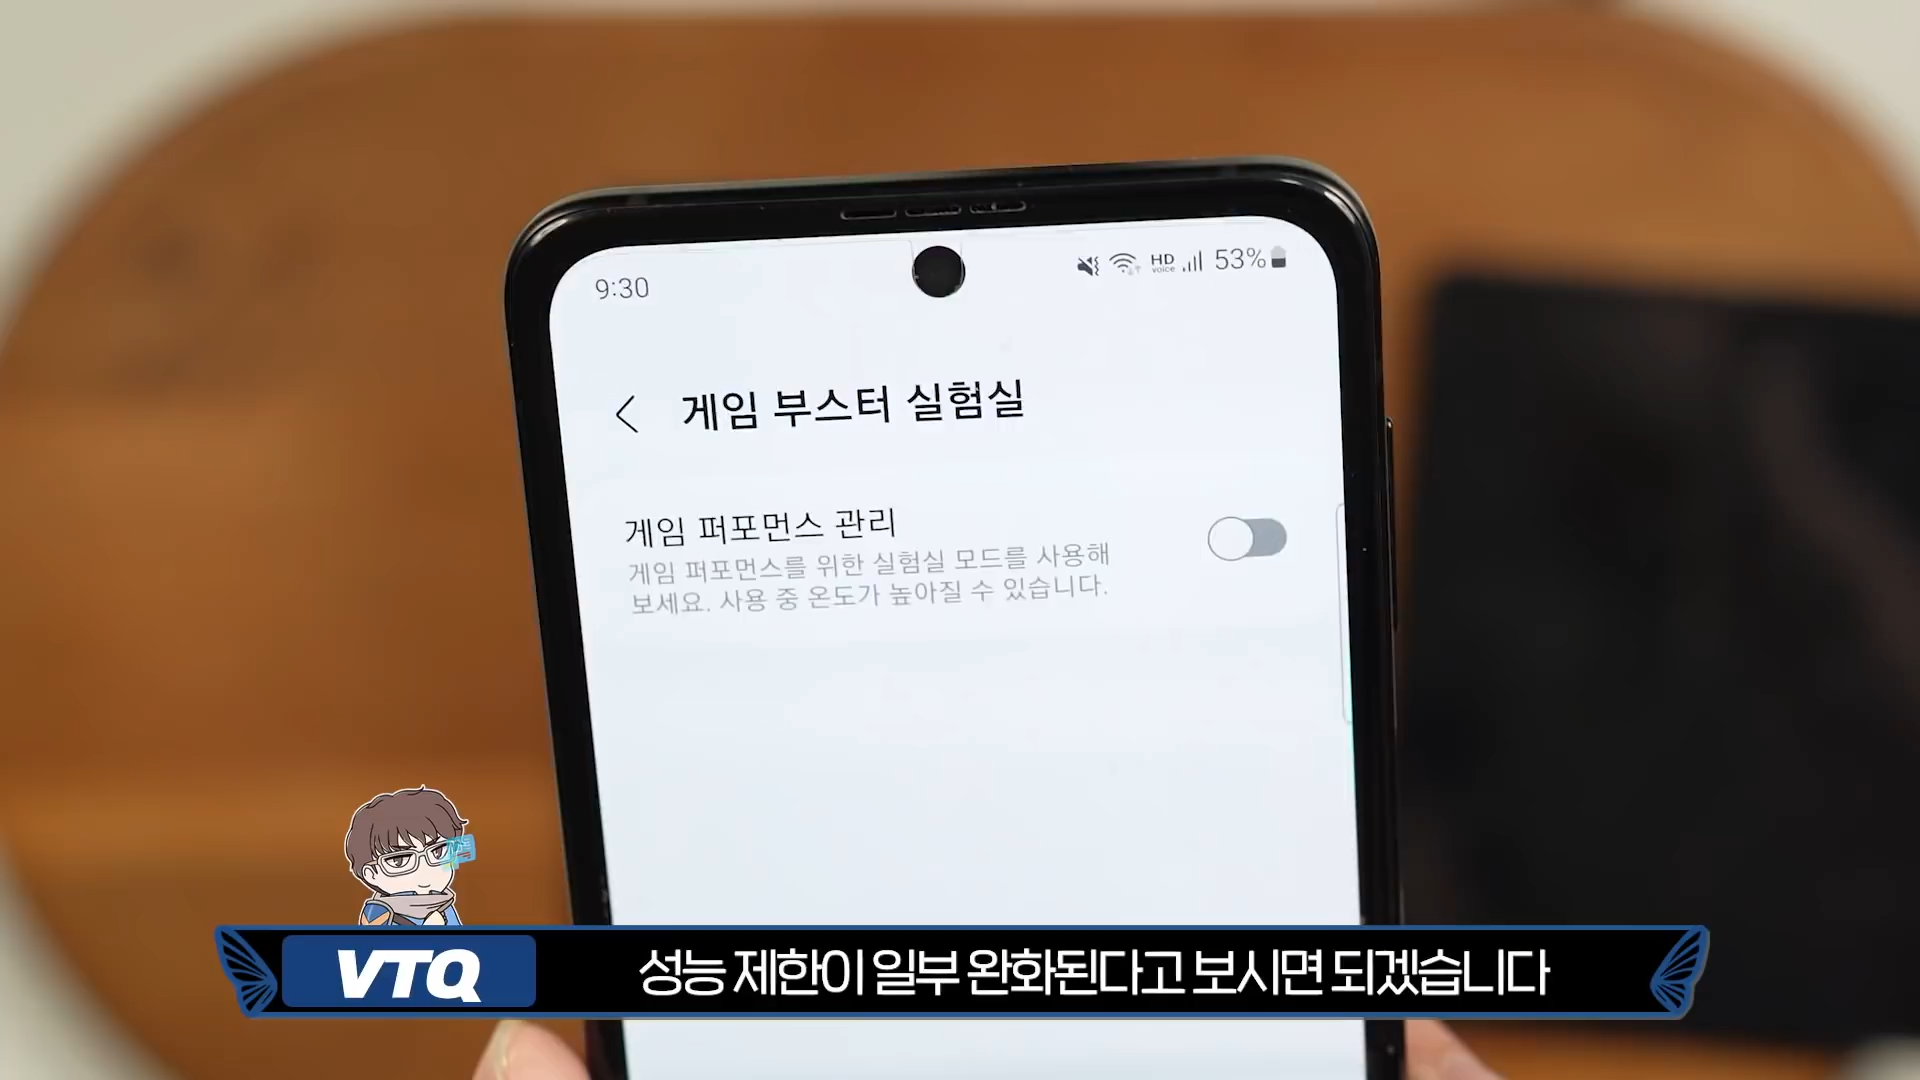 9:30
HD voice 53%
게임 부스터 실험실
게임 퍼포먼스 관리
게임 퍼포먼스를 위한 실험실 모드를 사용해
보세요. 사용 중 온도가 높아질 수 있습니다.
VTQ 성능 제한이 일부 완화된다고 보시면 되겠습니다